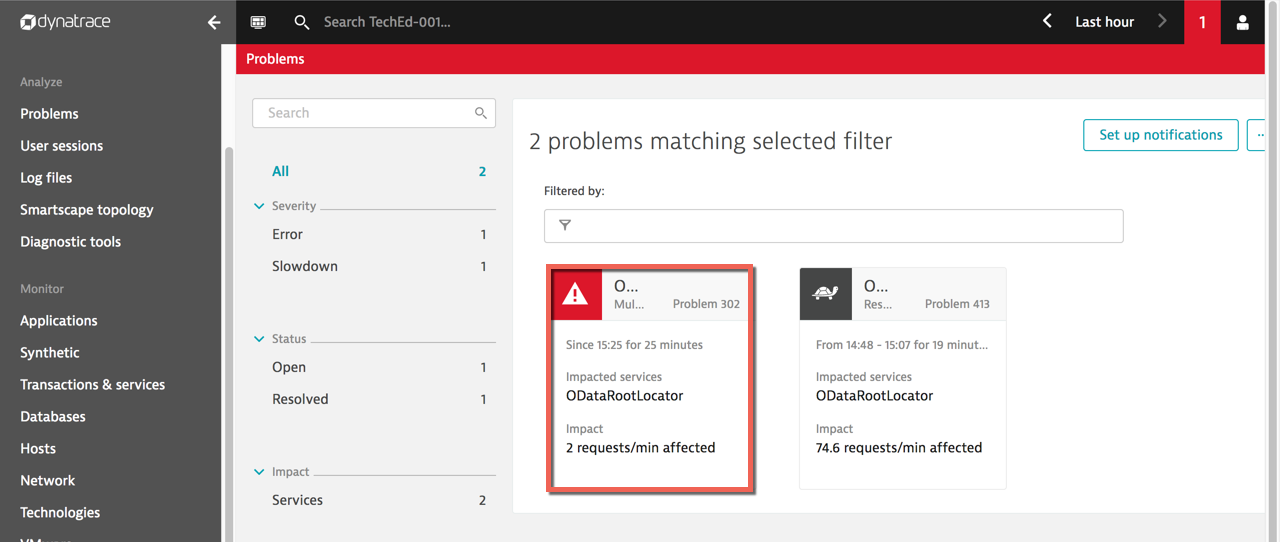 dynatrace
Search TechEd-001...
Last hour
1
Problems
Analyze
Problems
User sessions
Log files
Smartscape topology
Diagnostic tools
Monitor
Applications
Synthetic
Transactions & services
Databases
Hosts
Network
Technologies
Search
All 2
Severity
Error 1
Slowdown 1
Status
Open 1
Resolved 1
Impact
Services 2
2 problems matching selected filter
Set up notifications
...
Filtered by:
O...
Mul... Problem 302
Since 15:25 for 25 minutes
Impacted services
ODataRootLocator
Impact
2 requests/min affected
O...
Res... Problem 413
From 14:48 - 15:07 for 19 minut...
Impacted services
ODataRootLocator
Impact
74.6 requests/min affected